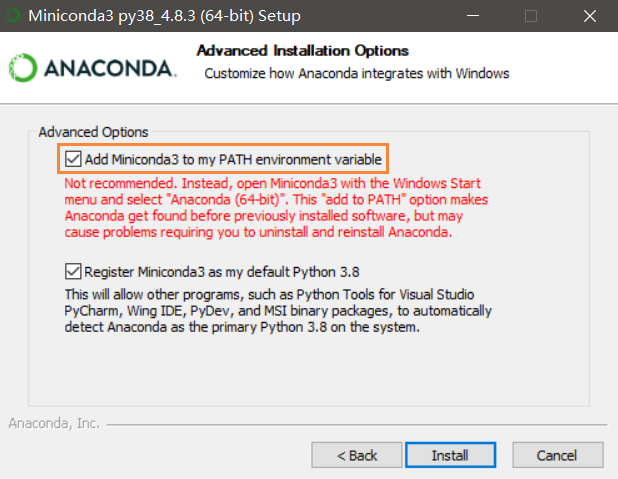 Miniconda3 py38_4.8.3 (64-bit) Setup
ANACONDA.
Advanced Installation Options
Customize how Anaconda integrates with Windows
Advanced Options
Add Miniconda3 to my PATH environment variable
Not recommended. Instead, open Miniconda3 with the Windows Start
menu and select "Anaconda (64-bit)". This "add to PATH" option makes
Anaconda get found before previously installed software, but may
cause problems requiring you to uninstall and reinstall Anaconda.
Register Miniconda3 as my default Python 3.8
This will allow other programs, such as Python Tools for Visual Studio
PyCharm, Wing IDE, PyDev, and MSI binary packages, to automatically
detect Anaconda as the primary Python 3.8 on the system.
Anaconda, Inc.
< Back
Install
Cancel